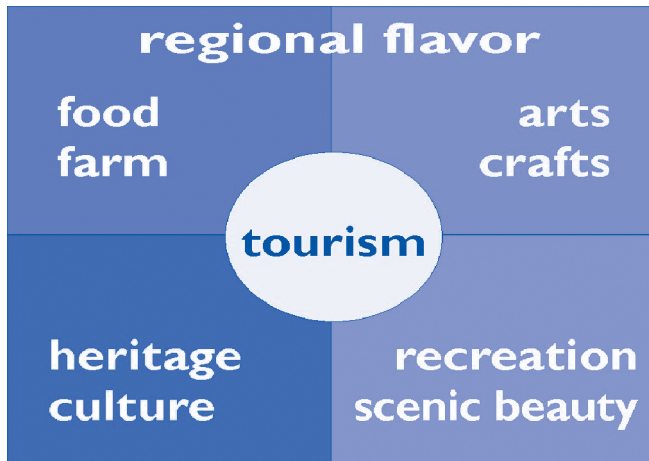 regional flavor
food
farm
arts
crafts
tourism
heritage
culture
recreation
scenic beauty